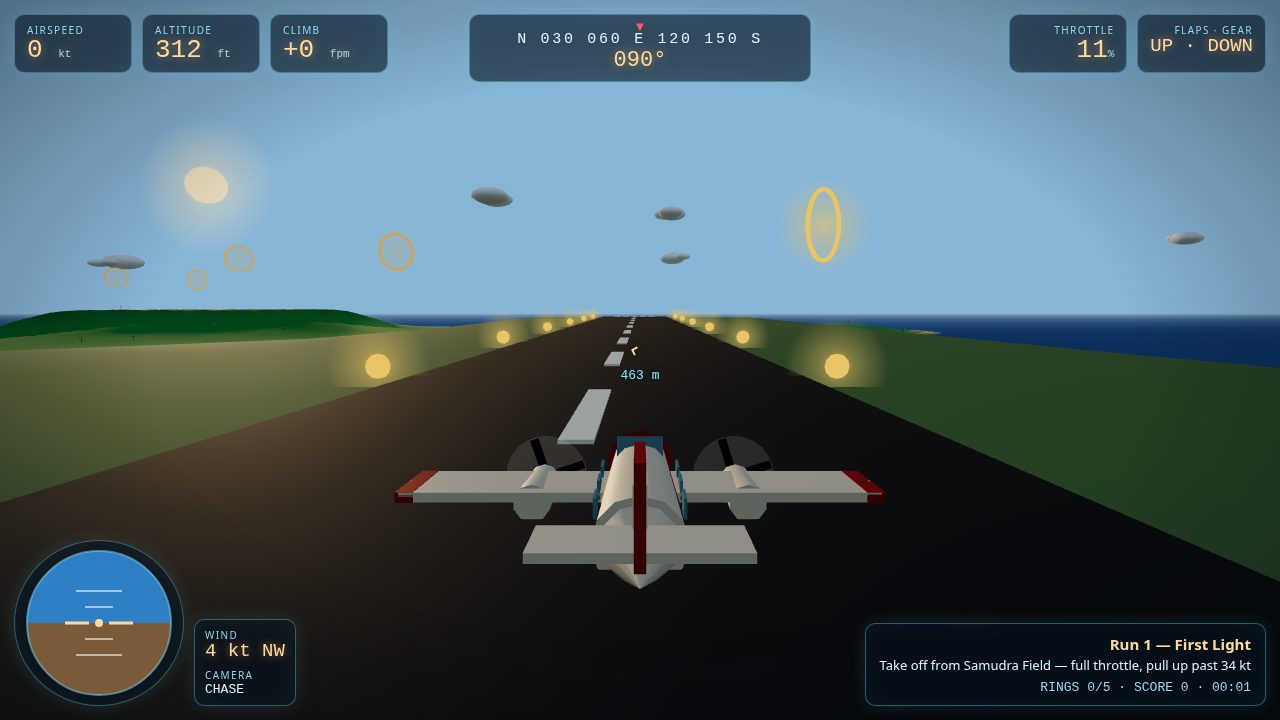 AIRSPEED
0 kt
ALTITUDE
312 ft
CLIMB
+0 fpm
N 030 060 E 120 150 S
090°
THROTTLE
11%
FLAPS · GEAR
UP · DOWN
463 m
WIND
4 kt NW
CAMERA
CHASE
Run 1 — First Light
Take off from Samudra Field — full throttle, pull up past 34 kt
RINGS 0/5 · SCORE 0 · 00:01